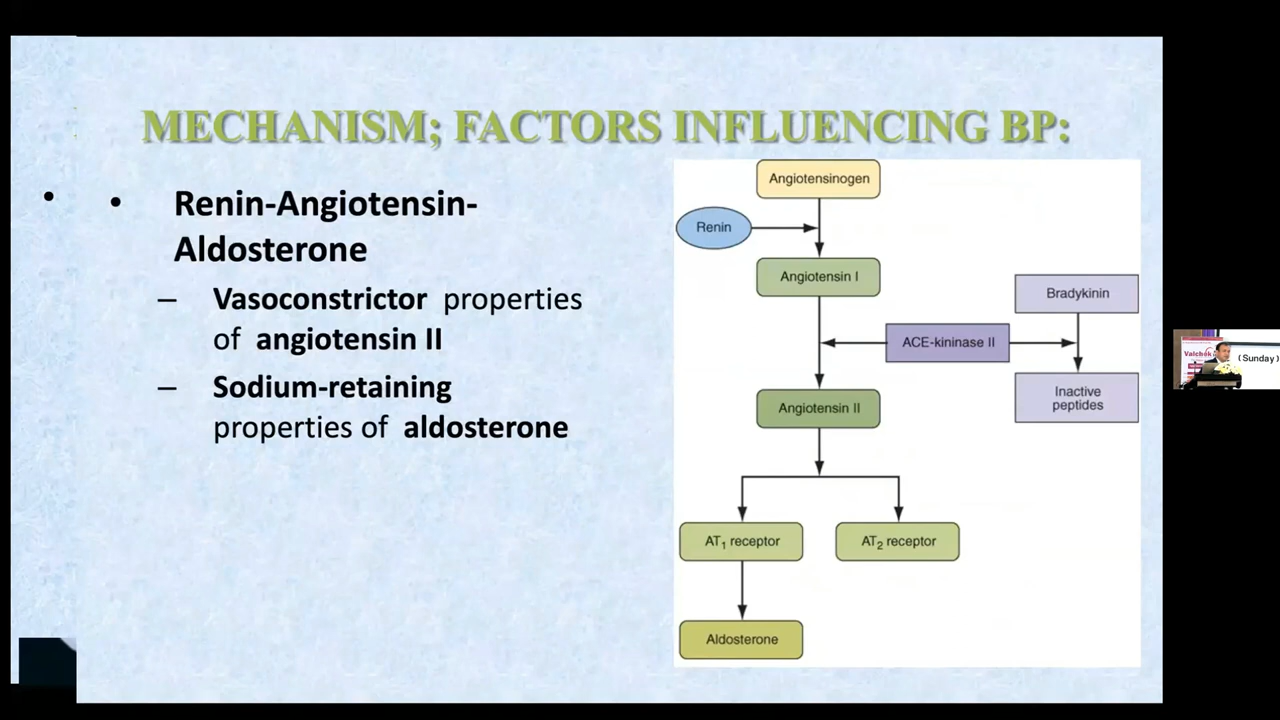 MECHANISM; FACTORS INFLUENCING BP:
• Renin-Angiotensin-
Aldosterone
– Vasoconstrictor properties
of angiotensin II
– Sodium-retaining
properties of aldosterone
Angiotensinogen
Renin
Angiotensin I
Bradykinin
ACE-kininase II
Inactive
peptides
Angiotensin II
AT₁ receptor
AT₂ receptor
Aldosterone
(Sunday)